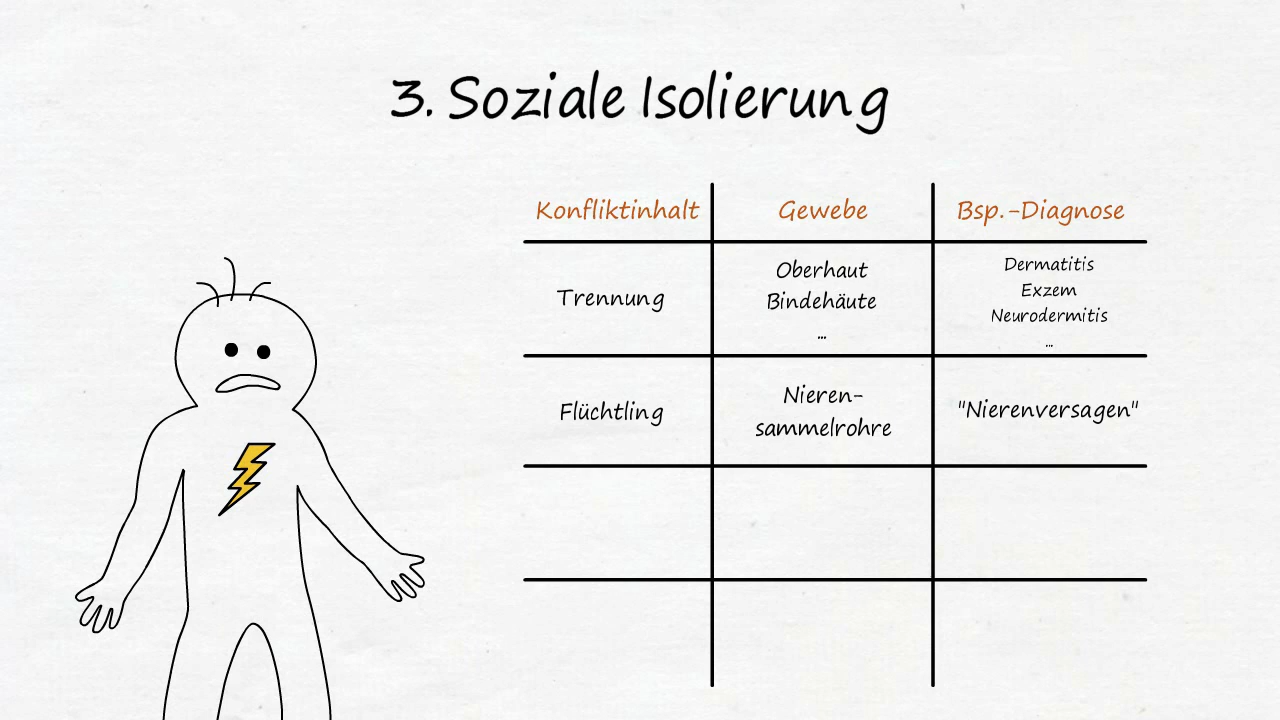 3. Soziale Isolierung
Konfliktinhalt Gewebe Bsp.-Diagnose
Trennung
Oberhaut
Bindehäute
...
Dermatitis
Exzem
Neurodermitis
...
Flüchtling
Nieren-
sammelrohre
"Nierenversagen"